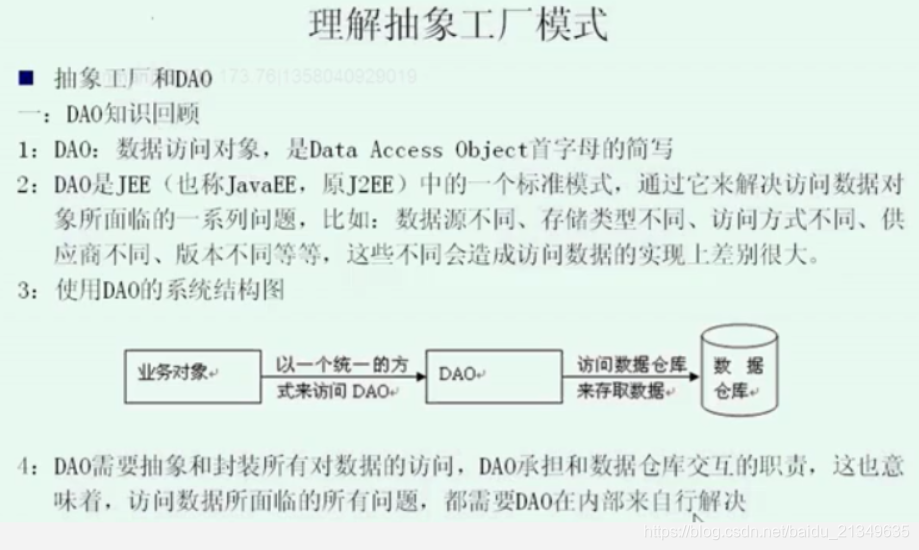 理解抽象工厂模式
■ 抽象工厂和DAO
173.76|1358040929019
一：DAO知识回顾
1：DAO：数据访问对象，是Data Access Object首字母的简写
2：DAO是JEE（也称JavaEE，原J2EE）中的一个标准模式，通过它来解决访问数据对
象所面临的一系列问题，比如：数据源不同、存储类型不同、访问方式不同、供
应商不同、版本不同等等，这些不同会造成访问数据的实现上差别很大。
3：使用DAO的系统结构图
业务对象
以一个统一的方
式来访问 DAO
DAO
访问数据仓库
来存取数据
数 据
仓库
4：DAO需要抽象和封装所有对数据的访问，DAO承担和数据仓库交互的职责，这也意
味着，访问数据所面临的所有问题，都需要DAO在内部来自行解决
https://blog.csdn.net/baidu_21349635